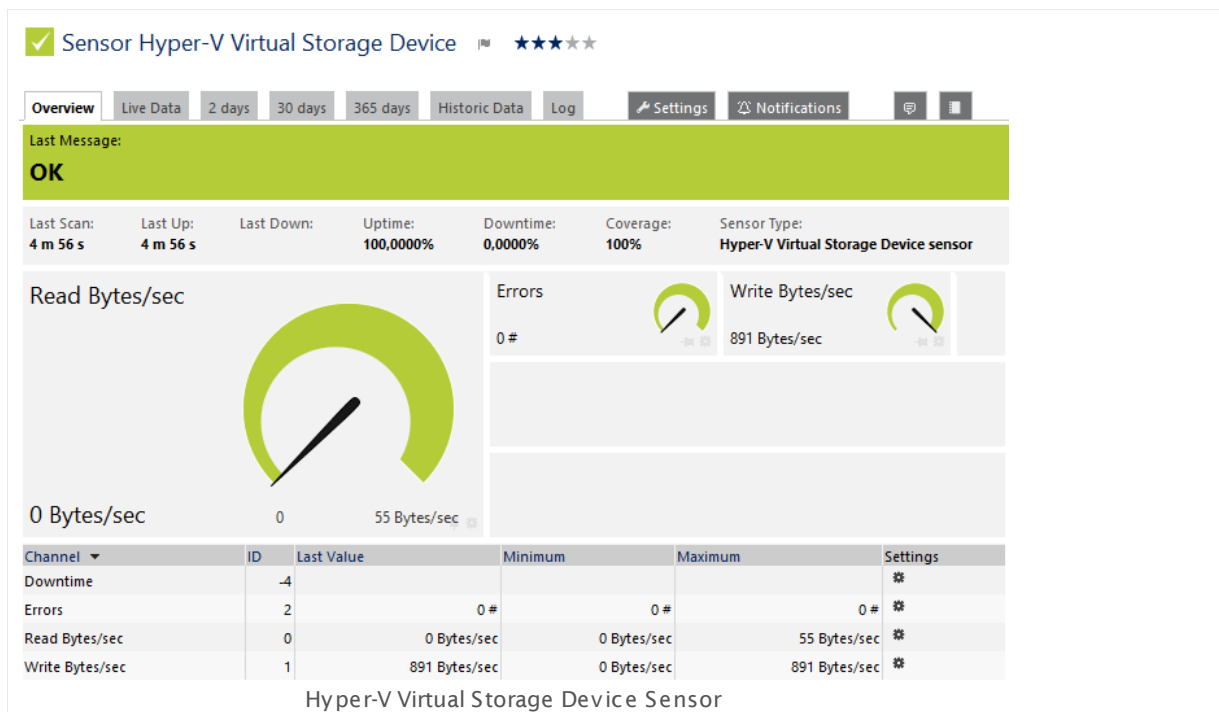 Sensor Hyper-V Virtual Storage Device
Overview Live Data 2 days 30 days 365 days Historic Data Log Settings Notifications
Last Message:
OK
Last Scan: Last Up: Last Down: Uptime: Downtime: Coverage: Sensor Type:
4 m 56 s 4 m 56 s 100,0000% 0,0000% 100% Hyper-V Virtual Storage Device sensor
Read Bytes/sec Errors Write Bytes/sec
0 # 891 Bytes/sec
0 Bytes/sec 0 55 Bytes/sec
Channel ID Last Value Minimum Maximum Settings
Downtime -4
Errors 2 0 # 0 # 0 #
Read Bytes/sec 0 0 Bytes/sec 0 Bytes/sec 55 Bytes/sec
Write Bytes/sec 1 891 Bytes/sec 0 Bytes/sec 891 Bytes/sec
Hyper-V Virtual Storage Device Sensor